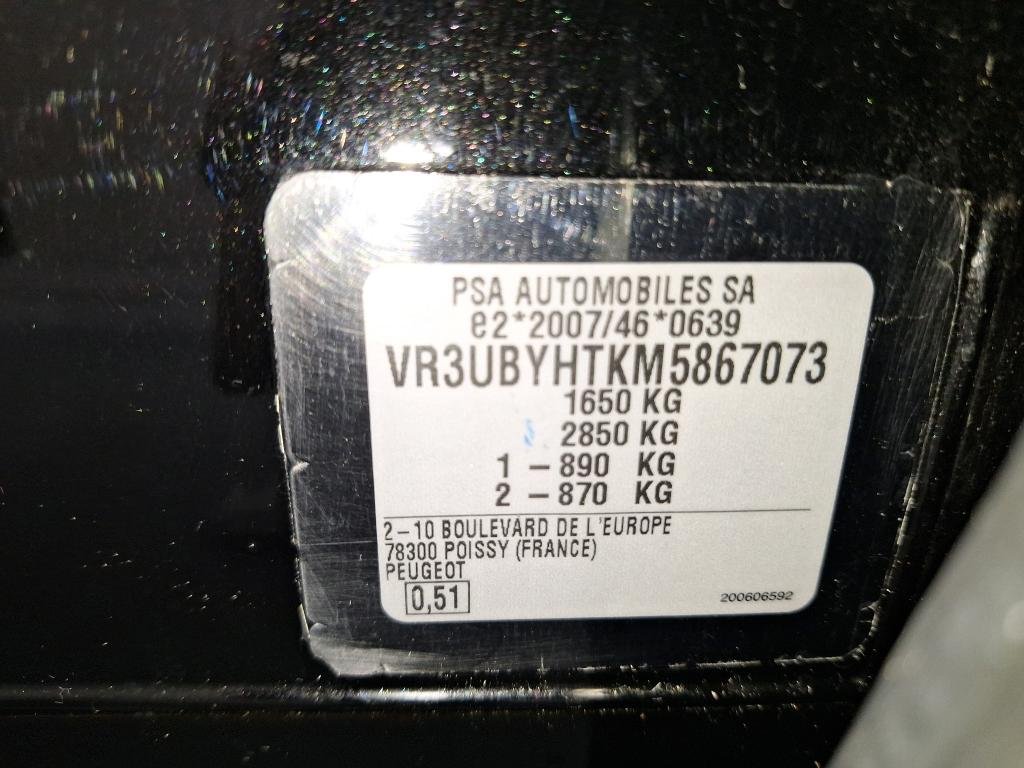 PSA AUTOMOBILES SA
e2*2007/46*0639
VR3UBYHTKM5867073
1650 KG
2850 KG
1 – 890 KG
2 – 870 KG
2–10 BOULEVARD DE L'EUROPE
78300 POISSY (FRANCE)
PEUGEOT
0,51
200606592